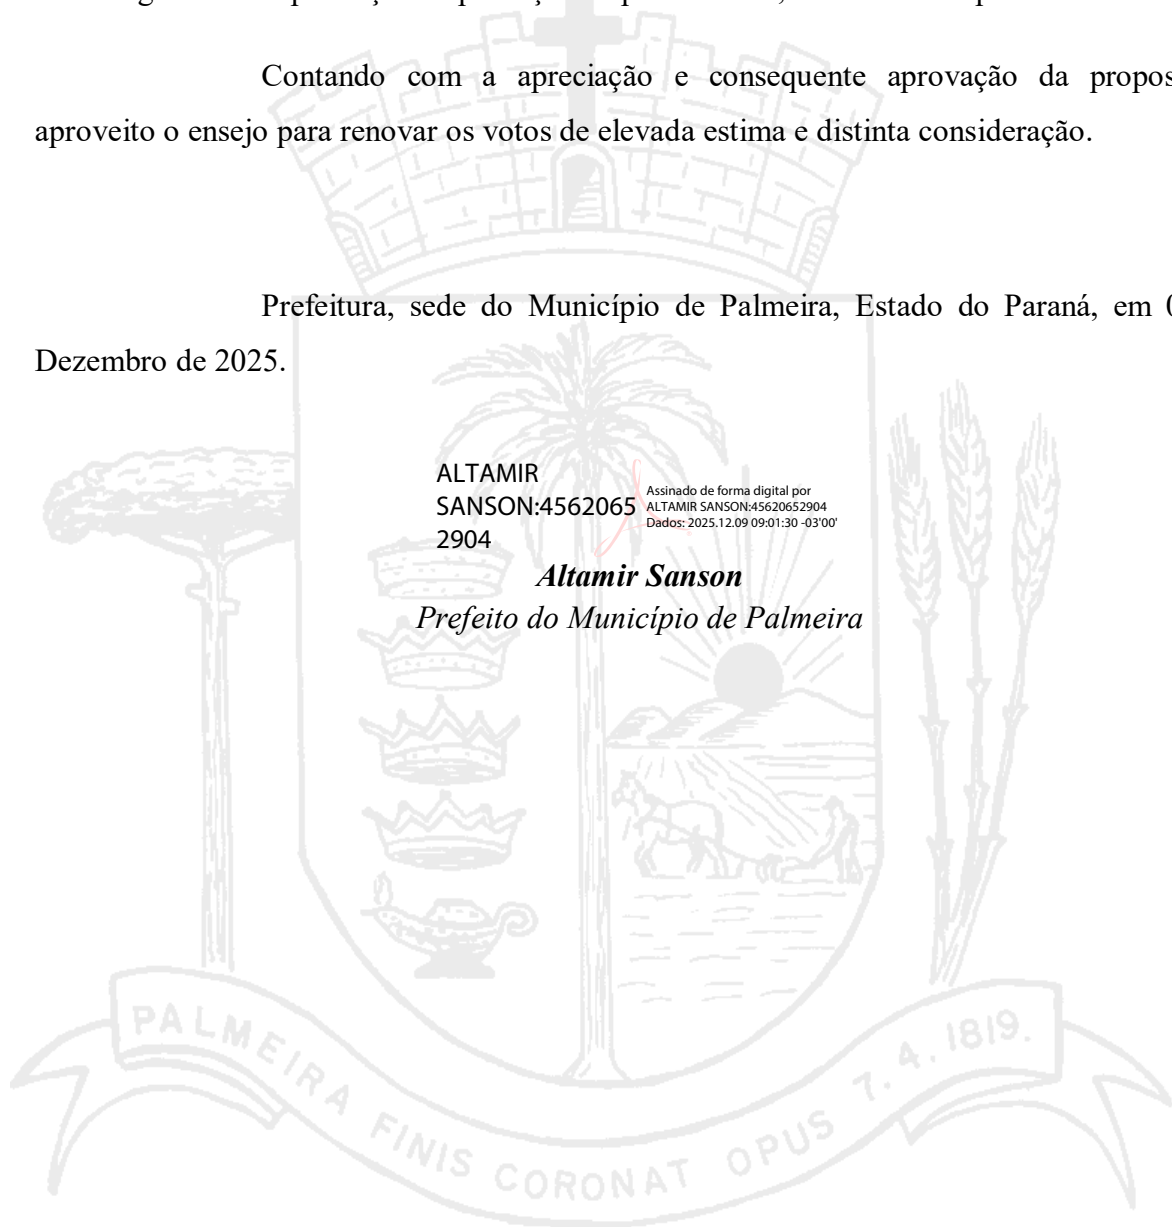 Contando com a apreciação e consequente aprovação da propos
aproveito o ensejo para renovar os votos de elevada estima e distinta consideração.
Prefeitura, sede do Município de Palmeira, Estado do Paraná, em 0
Dezembro de 2025.
ALTAMIR
SANSON:4562065
2904
Assinado de forma digital por
ALTAMIR SANSON:45620652904
Dados: 2025.12.09 09:01:30 -03'00'
Altamir Sanson
Prefeito do Município de Palmeira
PALMEIRA FINIS CORONAT OPUS 7.4.1819.